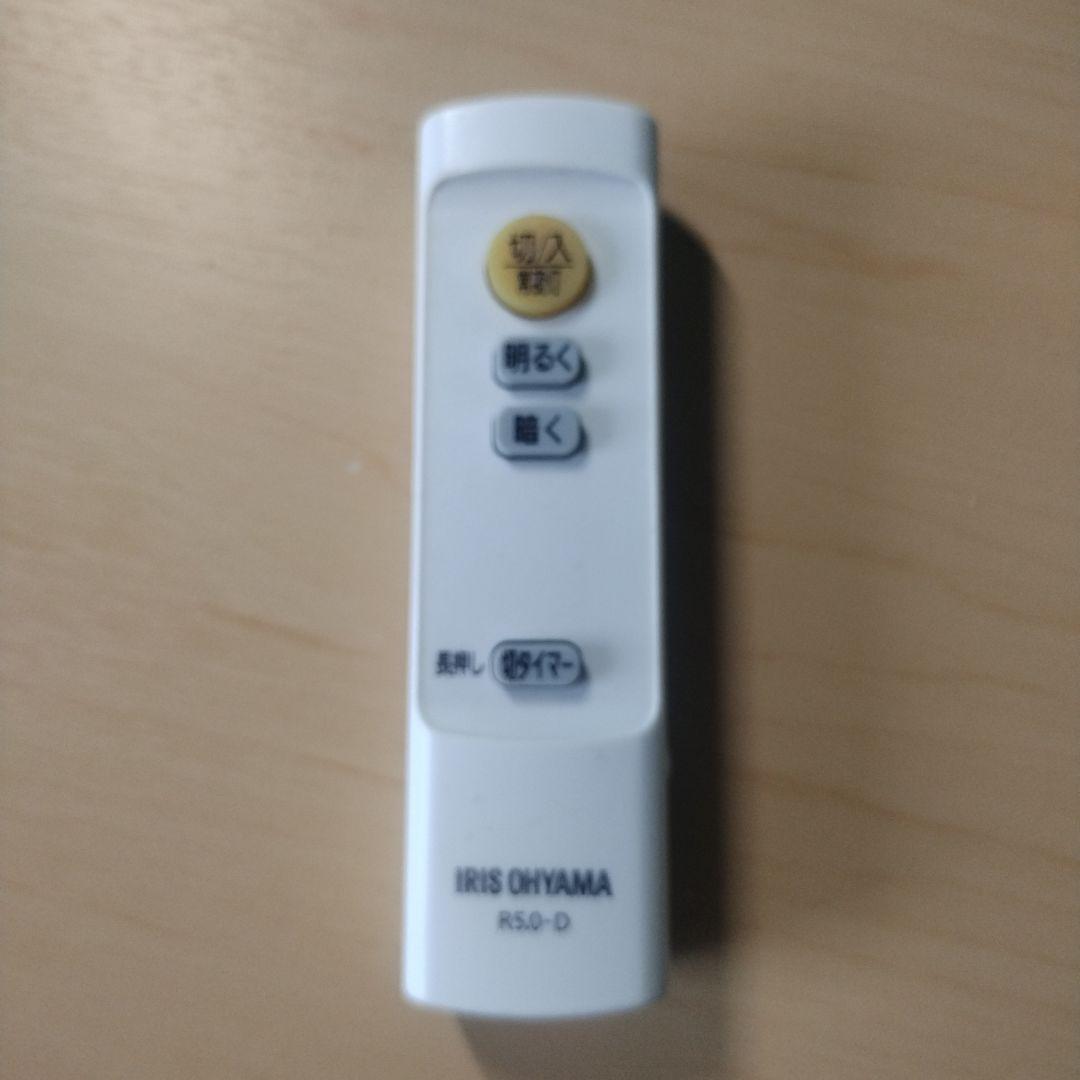 切/入
常夜灯
明るく
暗く
長押し 切タイマー
IRIS OHYAMA
R5.0-D